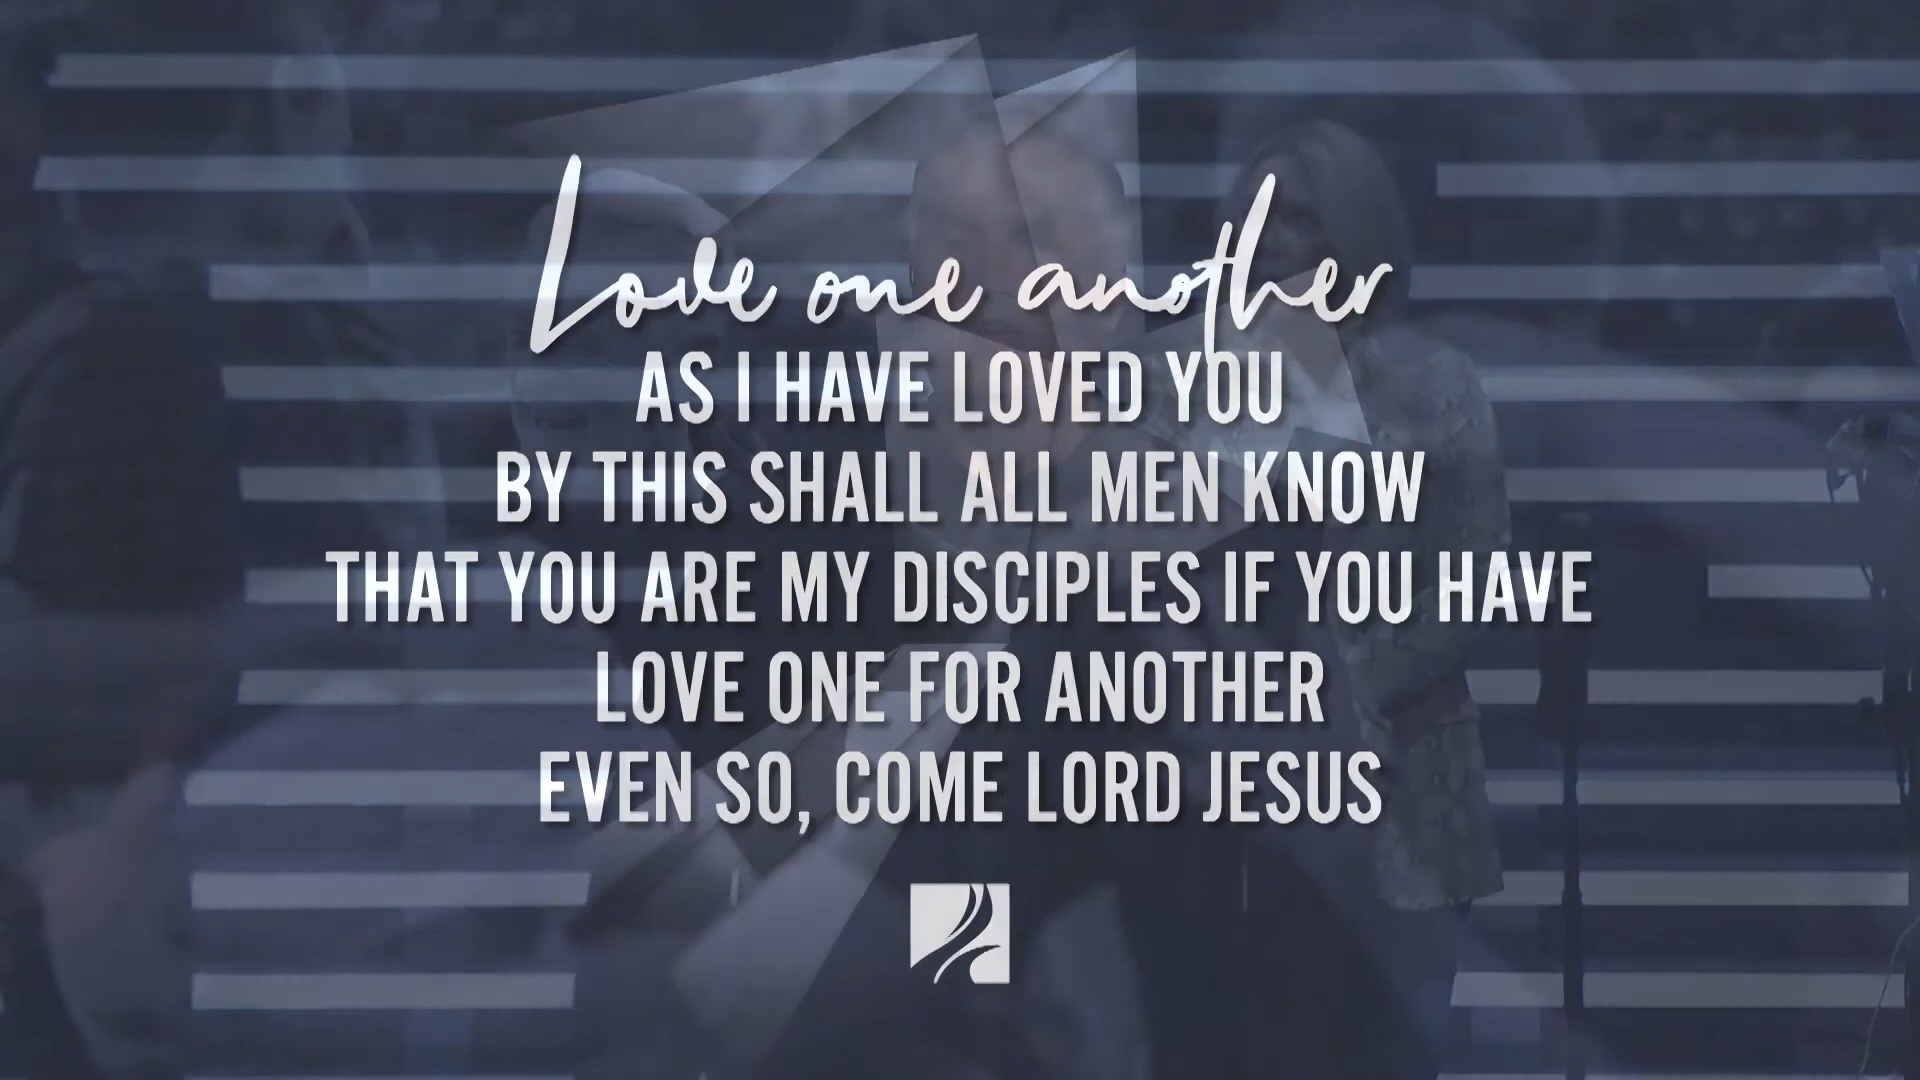 Love one another
AS I HAVE LOVED YOU
BY THIS SHALL ALL MEN KNOW
THAT YOU ARE MY DISCIPLES IF YOU HAVE
LOVE ONE FOR ANOTHER
EVEN SO, COME LORD JESUS